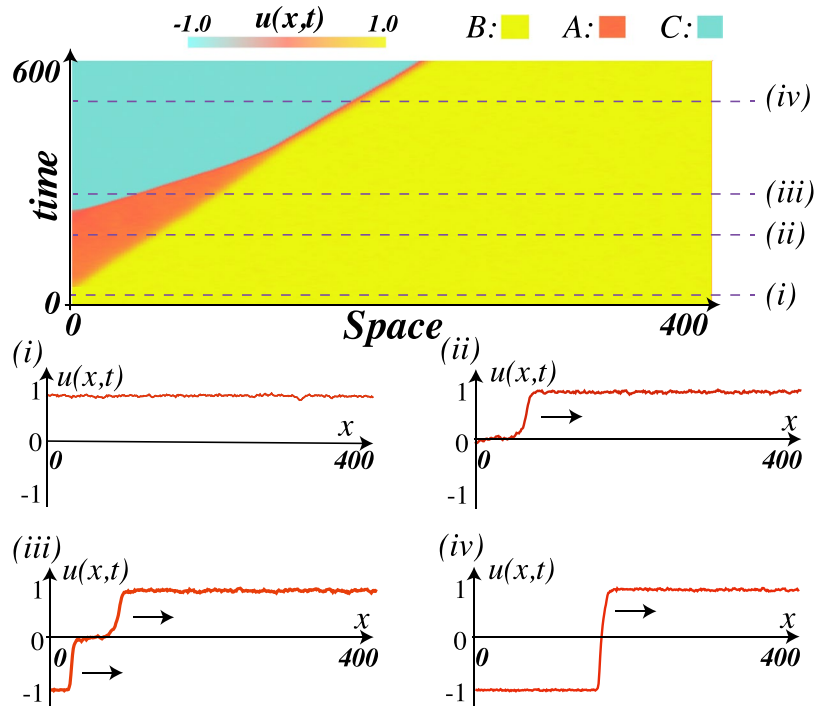 -1.0 u(x,t) 1.0 B: A: C:
600
(iv)
time
(iii)
(ii)
(i)
0
0 Space 400
(i)
1 u(x,t)
x
0
0 400
-1
(ii)
1 u(x,t)
x
0
0 400
-1
(iii)
1 u(x,t)
x
0
0 400
-1
(iv)
1 u(x,t)
x
0
0 400
-1